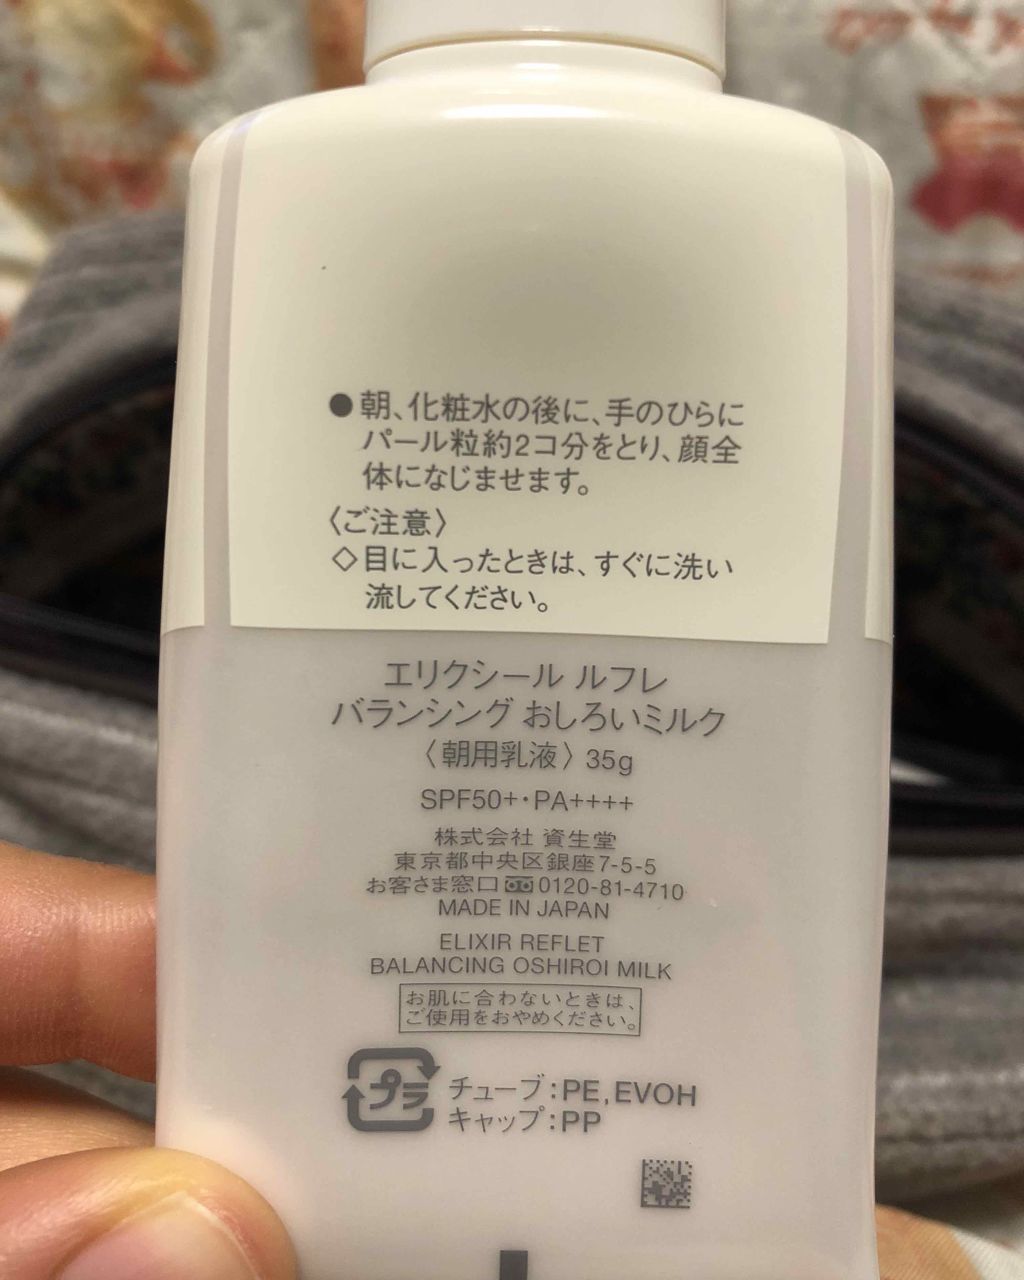 ●朝、化粧水の後に、手のひらに
パール粒約2コ分をとり、顔全
体になじませます。
〈ご注意〉
◇目に入ったときは、すぐに洗い
流してください。
エリクシール ルフレ
バランシング おしろいミルク
〈朝用乳液〉35g
SPF50+・PA++++
株式会社 資生堂
東京都中央区銀座7-5-5
お客さま窓口 0120-81-4710
MADE IN JAPAN
ELIXIR REFLET
BALANCING OSHIROI MILK
お肌に合わないときは、
ご使用をおやめください。
プラ
チューブ:PE,EVOH
キャップ:PP